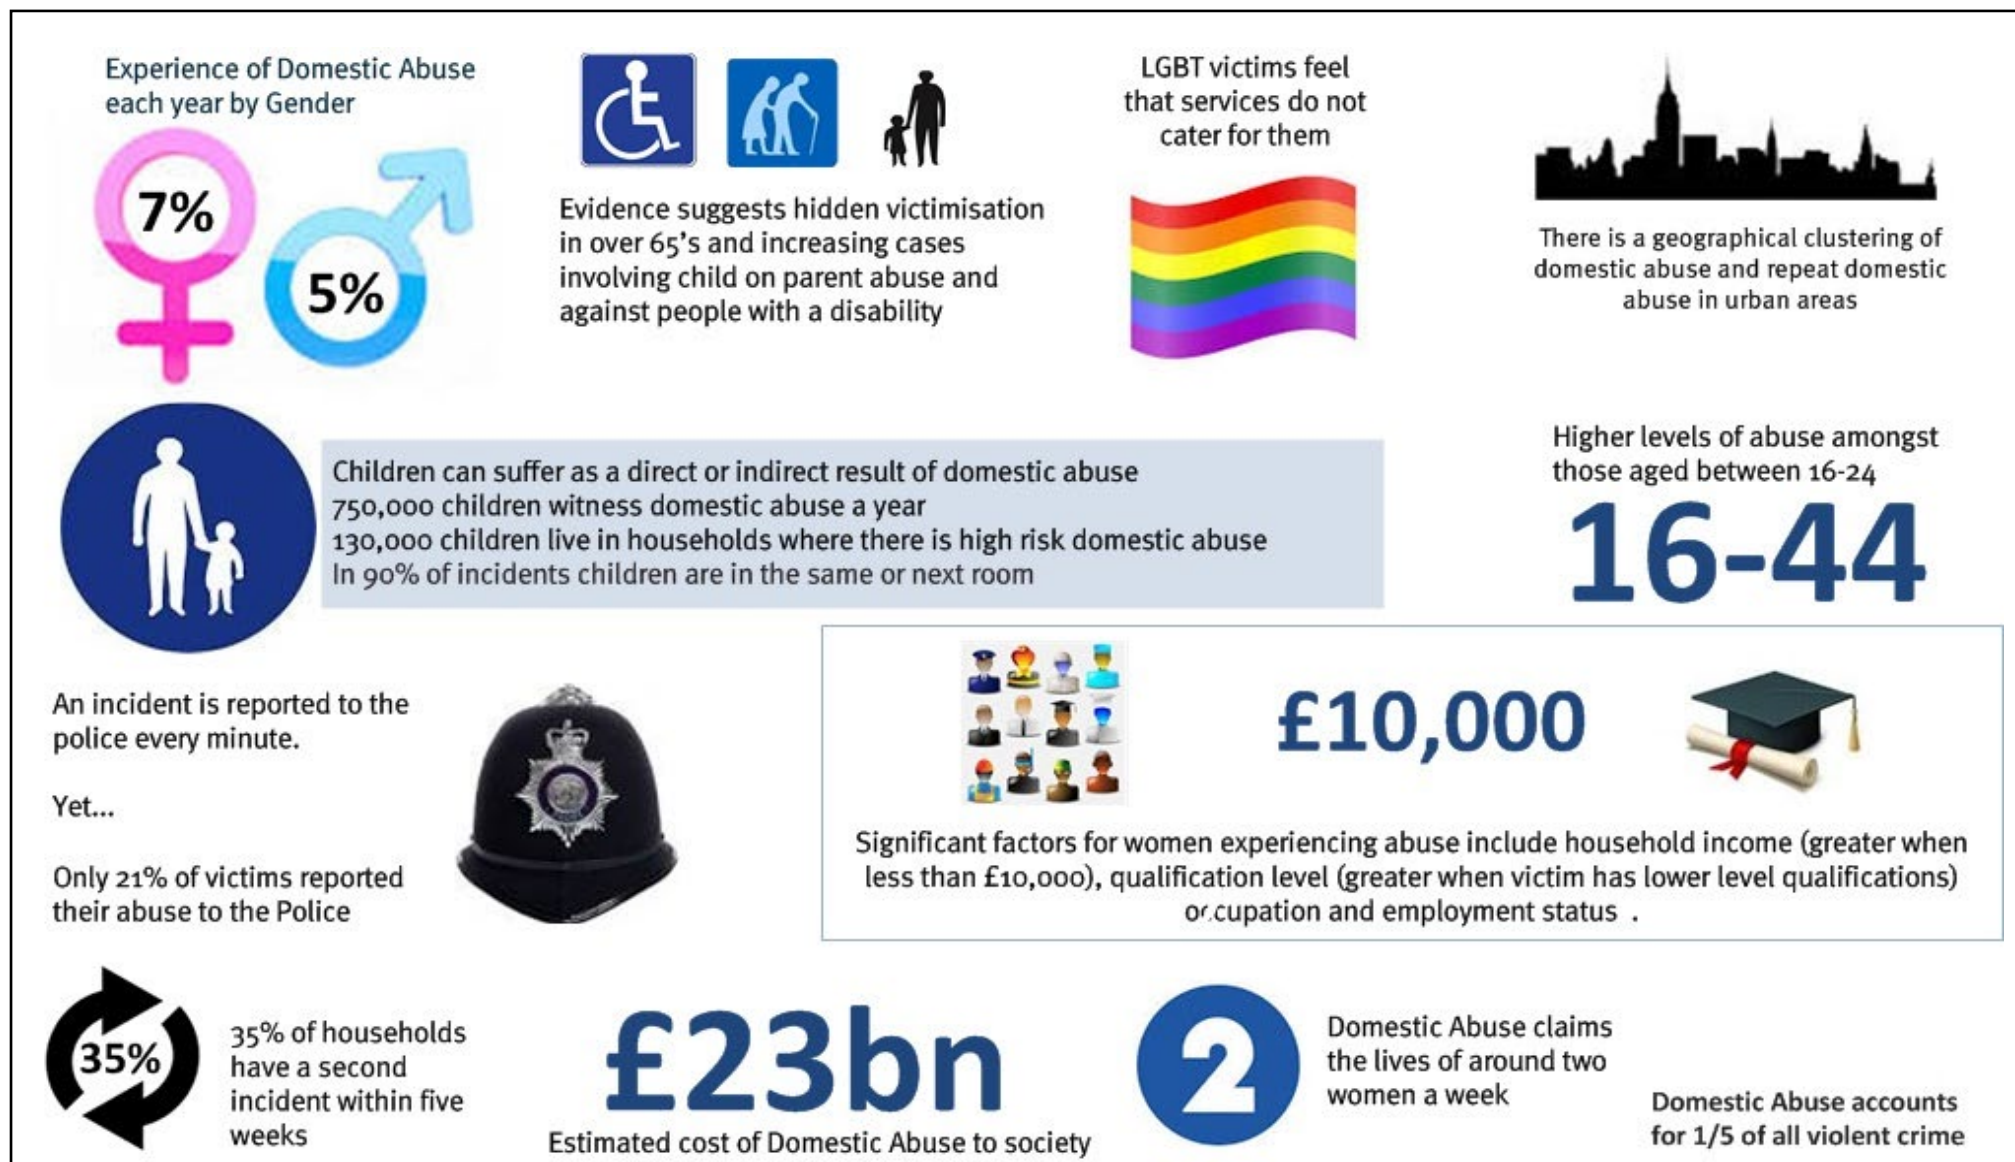 Experience of Domestic Abuse
each year by Gender
7%
5%
Evidence suggests hidden victimisation
in over 65's and increasing cases
involving child on parent abuse and
against people with a disability
LGBT victims feel
that services do not
cater for them
There is a geographical clustering of
domestic abuse and repeat domestic
abuse in urban areas
Children can suffer as a direct or indirect result of domestic abuse
750,000 children witness domestic abuse a year
130,000 children live in households where there is high risk domestic abuse
In 90% of incidents children are in the same or next room
Higher levels of abuse amongst
those aged between 16-24
16-44
An incident is reported to the
police every minute.
Yet...
Only 21% of victims reported
their abuse to the Police
£10,000
Significant factors for women experiencing abuse include household income (greater when
less than £10,000), qualification level (greater when victim has lower level qualifications)
occupation and employment status .
35%
35% of households
have a second
incident within five
weeks
£23bn
Estimated cost of Domestic Abuse to society
2
Domestic Abuse claims
the lives of around two
women a week
Domestic Abuse accounts
for 1/5 of all violent crime